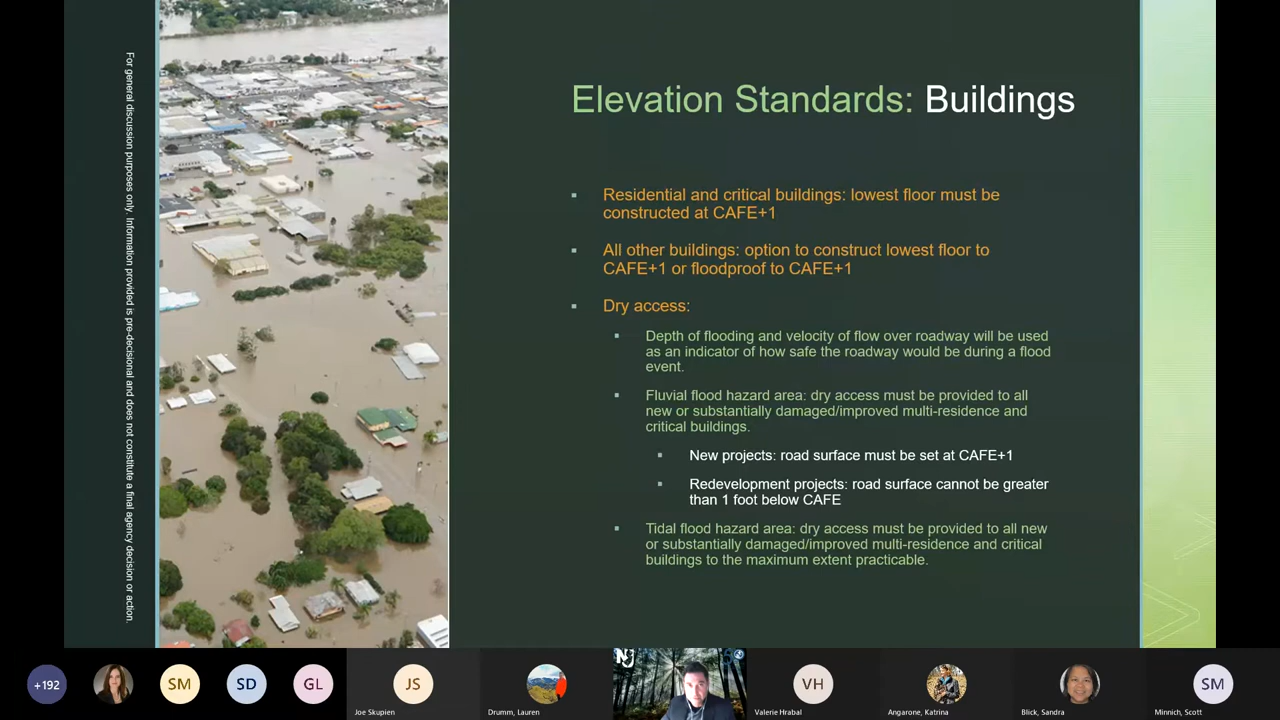 For general discussion purposes only. Information provided is pre-decisional and does not constitute a final agency decision or action.
Elevation Standards: Buildings
Residential and critical buildings: lowest floor must be
constructed at CAFE+1
All other buildings: option to construct lowest floor to
CAFE+1 or floodproof to CAFE+1
Dry access:
Depth of flooding and velocity of flow over roadway will be used
as an indicator of how safe the roadway would be during a flood
event.
Fluvial flood hazard area: dry access must be provided to all
new or substantially damaged/improved multi-residence and
critical buildings.
New projects: road surface must be set at CAFE+1
Redevelopment projects: road surface cannot be greater
than 1 foot below CAFE
Tidal flood hazard area: dry access must be provided to all new
or substantially damaged/improved multi-residence and critical
buildings to the maximum extent practicable.
+192
SM
SD
GL
JS
Joe Skupien
Drumm, Lauren
NJ
VH
Valerie Hrabal
Angarone, Katrina
Blick, Sandra
SM
Minnich, Scott